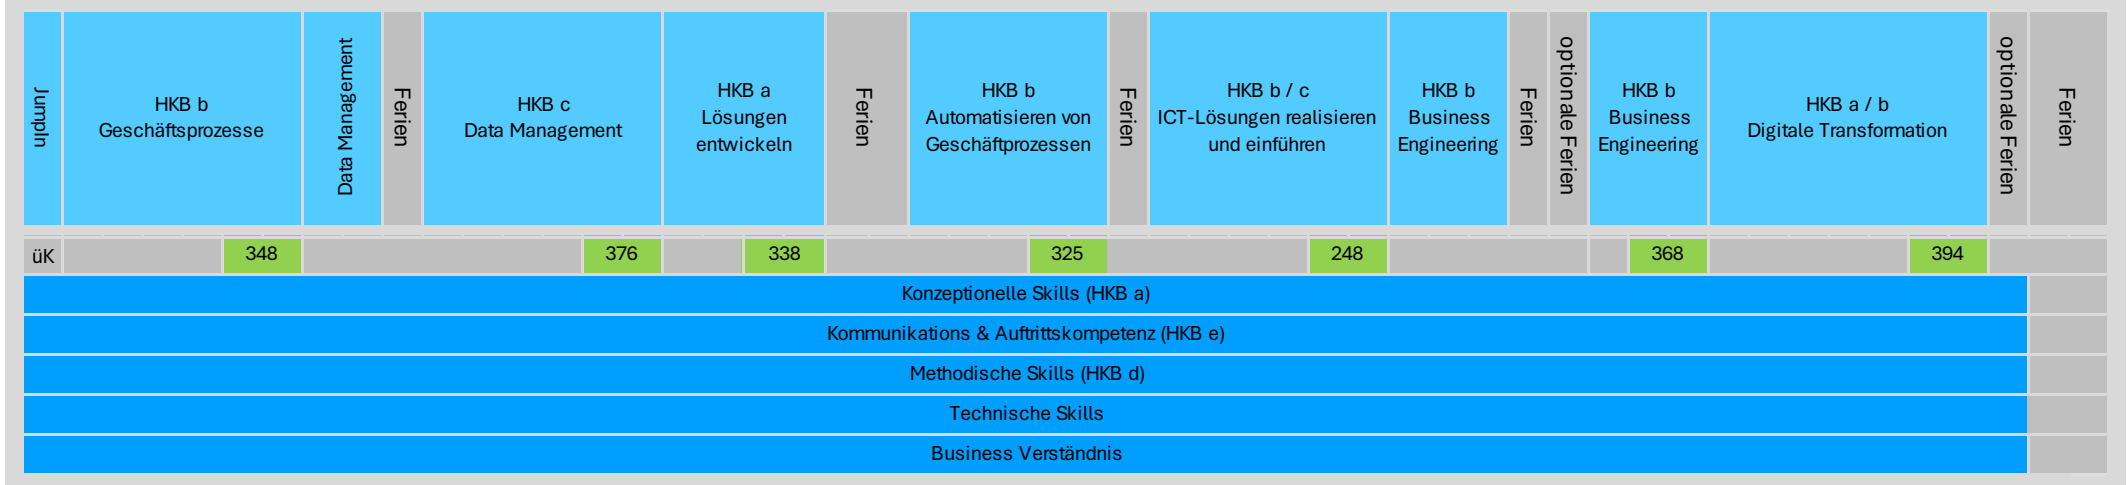 JumpIn
HKB b
Geschäftsprozesse
Data Management
Ferien
HKB c
Data Management
HKB a
Lösungen
entwickeln
Ferien
HKB b
Automatisieren von
Geschäftprozessen
Ferien
HKB b / c
ICT-Lösungen realisieren
und einführen
HKB b
Business
Engineering
Ferien
optionale Ferien
HKB b
Business
Engineering
HKB a / b
Digitale Transformation
optionale Ferien
Ferien
üK
348
376
338
325
248
368
394
Konzeptionelle Skills (HKB a)
Kommunikations & Auftrittskompetenz (HKB e)
Methodische Skills (HKB d)
Technische Skills
Business Verständnis